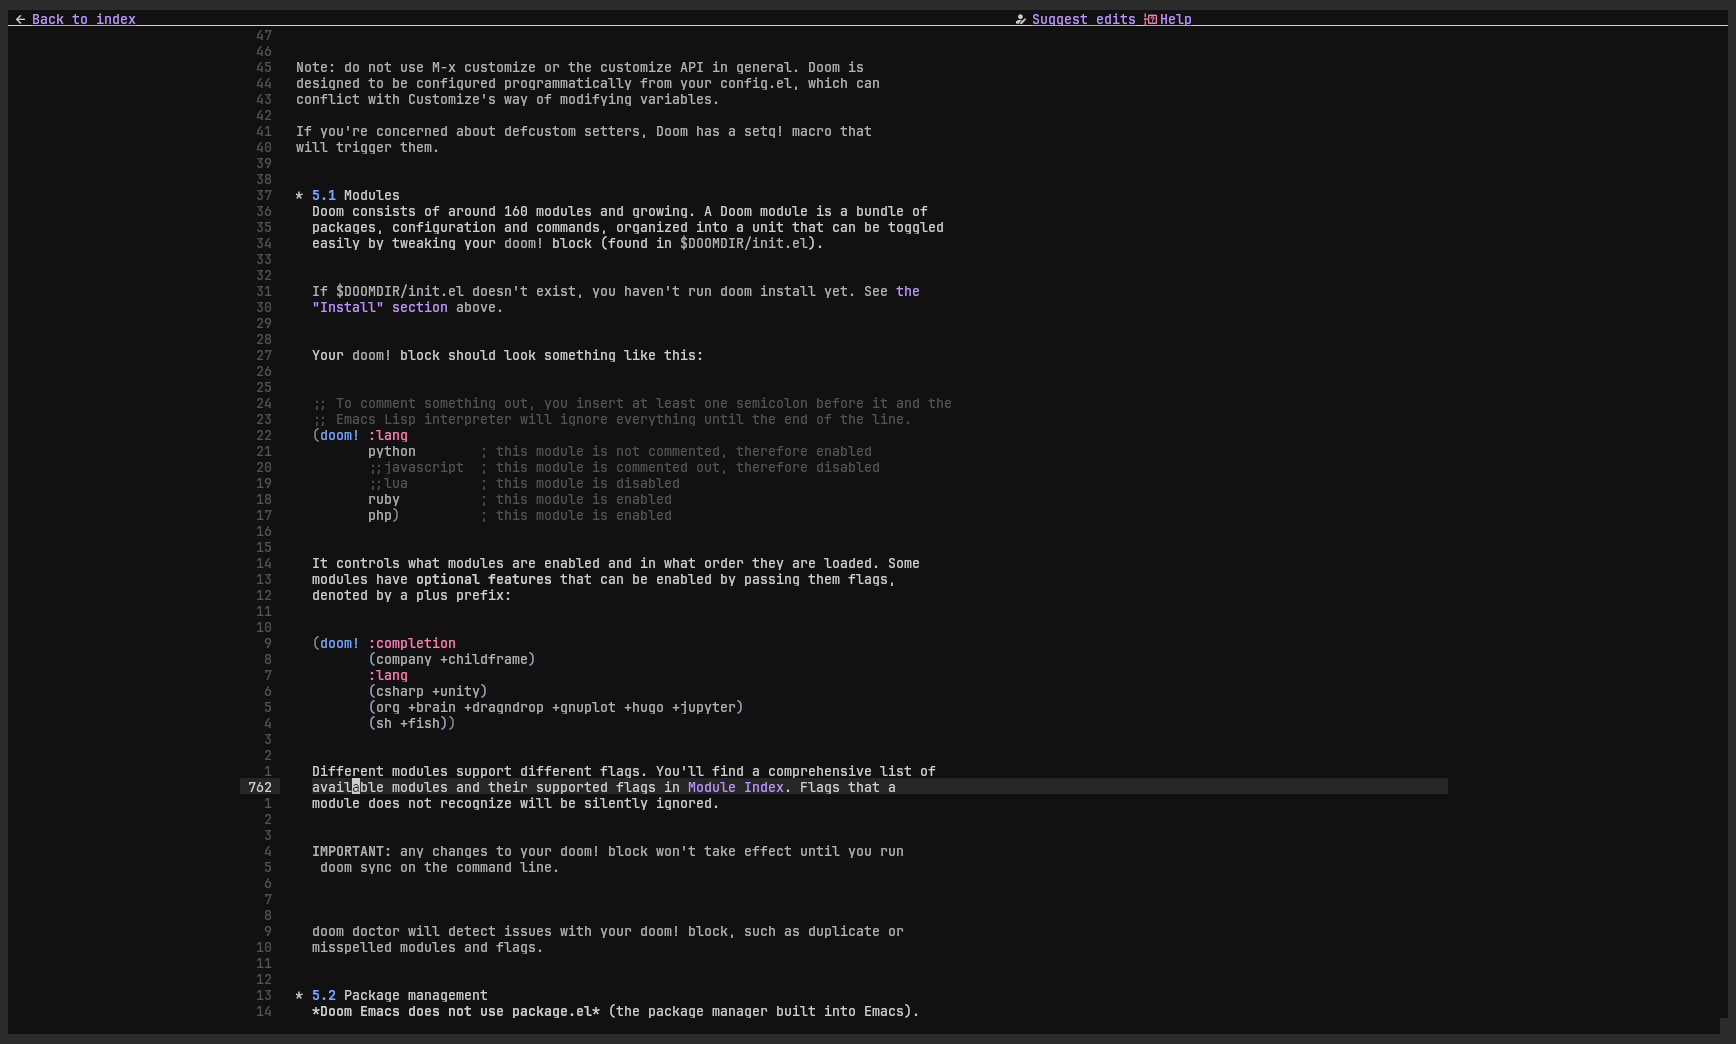 ← Back to index Suggest edits Help
47
46
45 Note: do not use M-x customize or the customize API in general. Doom is
44 designed to be configured programmatically from your config.el, which can
43 conflict with Customize's way of modifying variables.
42
41 If you're concerned about defcustom setters, Doom has a setq! macro that
40 will trigger them.
39
38
37 * 5.1 Modules
36 Doom consists of around 160 modules and growing. A Doom module is a bundle of
35 packages, configuration and commands, organized into a unit that can be toggled
34 easily by tweaking your doom! block (found in $DOOMDIR/init.el).
33
32
31 If $DOOMDIR/init.el doesn't exist, you haven't run doom install yet. See the
30 "Install" section above.
29
28
27 Your doom! block should look something like this:
26
25
24 ;; To comment something out, you insert at least one semicolon before it and the
23 ;; Emacs Lisp interpreter will ignore everything until the end of the line.
22 (doom! :lang
21 python ; this module is not commented, therefore enabled
20 ;;javascript ; this module is commented out, therefore disabled
19 ;;lua ; this module is disabled
18 ruby ; this module is enabled
17 php) ; this module is enabled
16
15
14 It controls what modules are enabled and in what order they are loaded. Some
13 modules have optional features that can be enabled by passing them flags,
12 denoted by a plus prefix:
11
10
9 (doom! :completion
8 (company +childframe)
7 :lang
6 (csharp +unity)
5 (org +brain +dragndrop +gnuplot +hugo +jupyter)
4 (sh +fish))
3
2
1 Different modules support different flags. You'll find a comprehensive list of
762 available modules and their supported flags in Module Index. Flags that a
1 module does not recognize will be silently ignored.
2
3
4 IMPORTANT: any changes to your doom! block won't take effect until you run
5 doom sync on the command line.
6
7
8
9 doom doctor will detect issues with your doom! block, such as duplicate or
10 misspelled modules and flags.
11
12
13 * 5.2 Package management
14 *Doom Emacs does not use package.el* (the package manager built into Emacs).